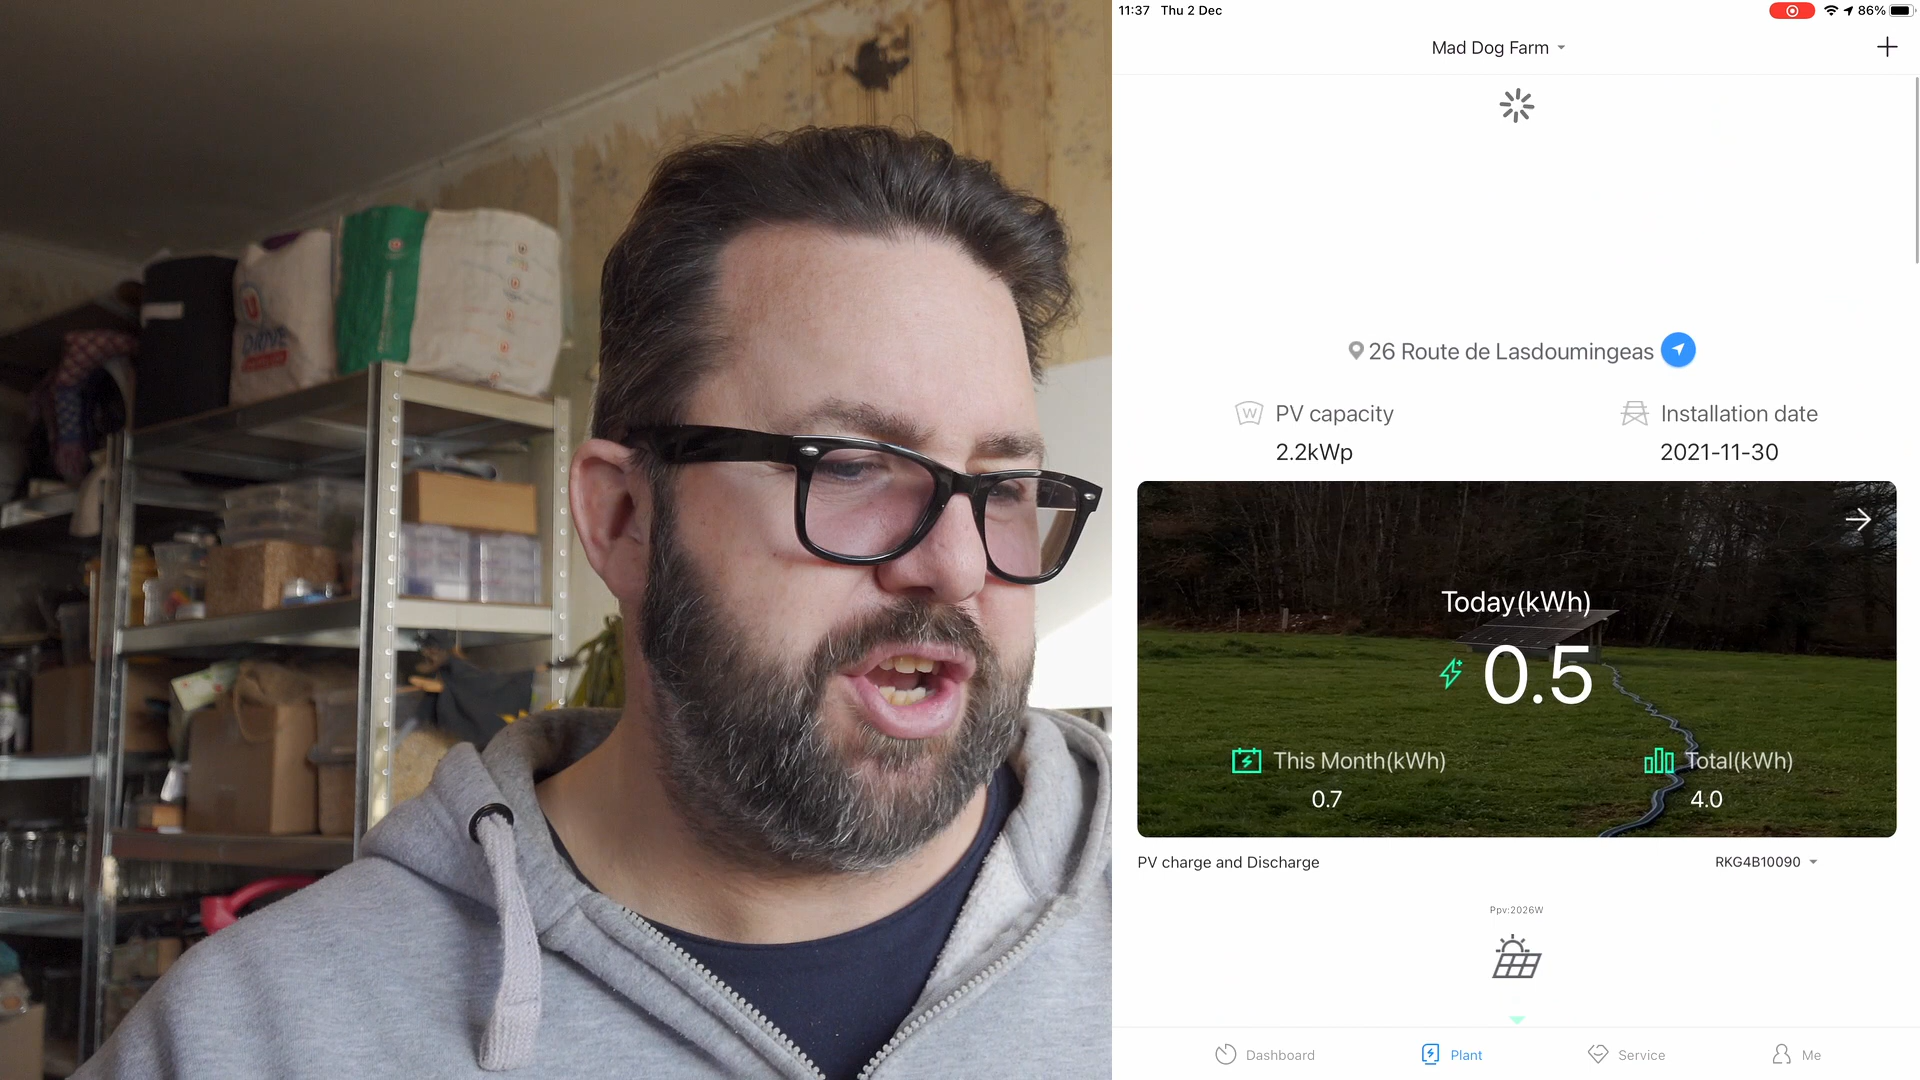 11:37 Thu 2 Dec
86%
Mad Dog Farm
26 Route de Lasdoumingeas
PV capacity
2.2kWp
Installation date
2021-11-30
Today(kWh)
0.5
This Month(kWh)
0.7
Total(kWh)
4.0
PV charge and Discharge
RKG4B10090
Ppv:2026W
Dashboard
Plant
Service
Me
U
DRIVE